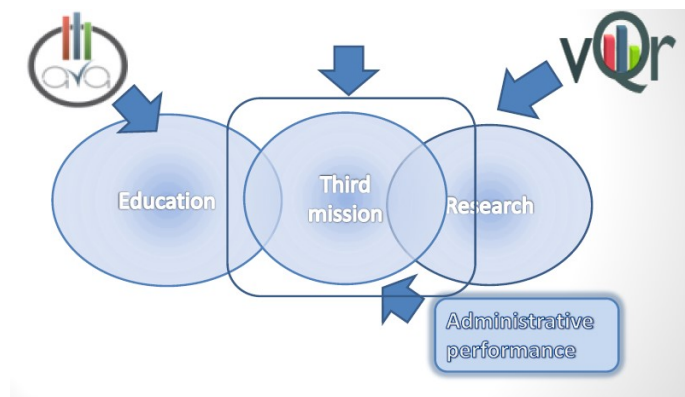 ava
vQr
Education
Third
mission
Research
Administrative
performance